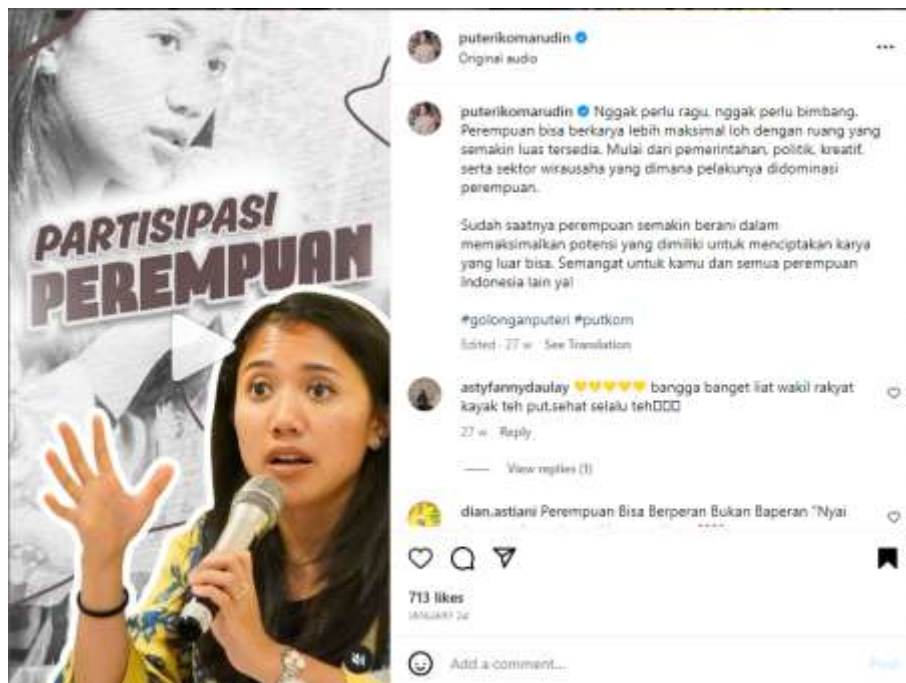 PARTISIPASI
PEREMPUAN
puterikomarudin
Original audio
puterikomarudin Nggak perlu ragu, nggak perlu bimbang.
Perempuan bisa berkarya lebih maksimal loh dengan ruang yang
semakin luas tersedia. Mulai dari pemerintahan, politik, kreatif,
serta sektor wirausaha yang dimana pelakunya didominasi
perempuan.
Sudah saatnya perempuan semakin berani dalam
memaksimalkan potensi yang dimiliki untuk menciptakan karya
yang luar bisa. Semangat untuk kamu dan semua perempuan
Indonesia lain ya!
#golonganputeri #putkom
Edited · 27 w See Translation
astyfannydaulay 💛💛💛💛💛 bangga banget liat wakil rakyat
kayak teh put.sehat selalu teh
27 w Reply
View replies (1)
dian.astiani Perempuan Bisa Berperan Bukan Baperan "Nyai
713 likes
JANUARY 24
Add a comment...
Post